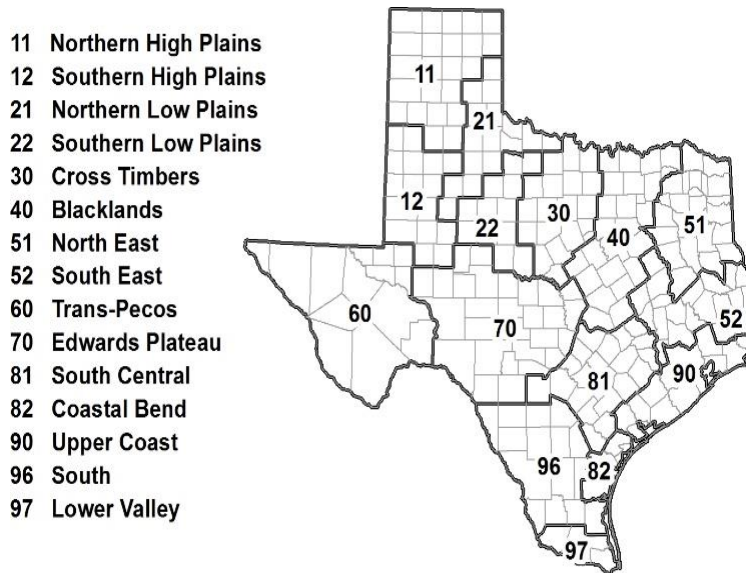 11 Northern High Plains
12 Southern High Plains
21 Northern Low Plains
22 Southern Low Plains
30 Cross Timbers
40 Blacklands
51 North East
52 South East
60 Trans-Pecos
70 Edwards Plateau
81 South Central
82 Coastal Bend
90 Upper Coast
96 South
97 Lower Valley
11
21
12
22
30
40
51
60
70
52
81
90
96
82
97